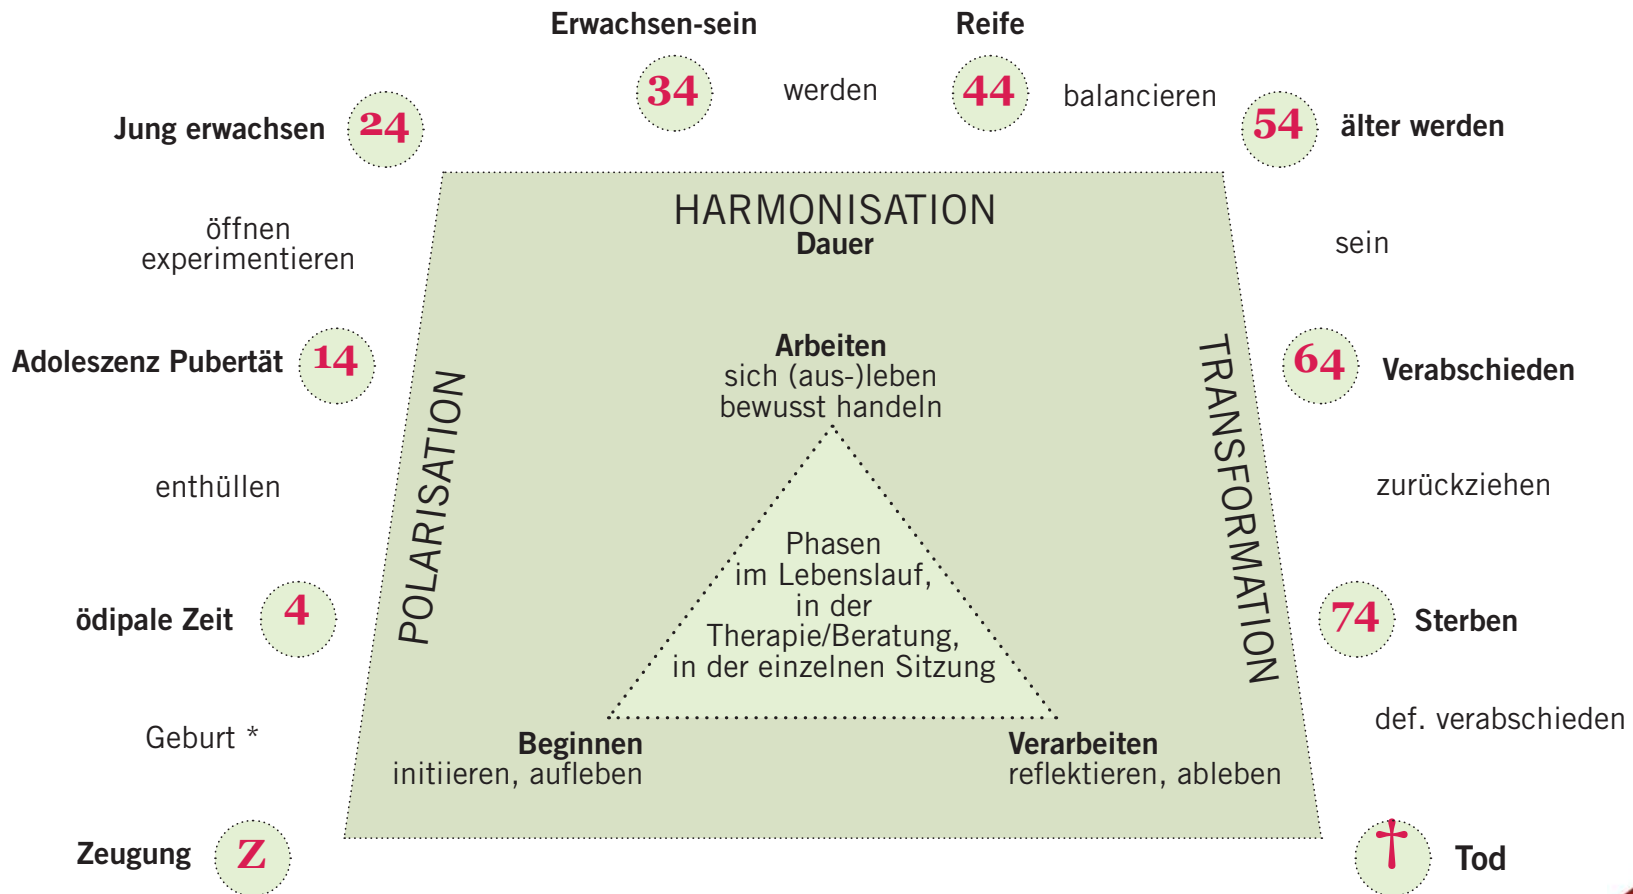 Erwachsen-sein
Reife
34
werden
44
balancieren
Jung erwachsen
24
54
älter werden
HARMONISATION
Dauer
öffnen
experimentieren
sein
Adoleszenz Pubertät
14
POLARISATION
Arbeiten
sich (aus-)leben
bewusst handeln
TRANSFORMATION
64
Verabschieden
enthüllen
zurückziehen
Phasen
im Lebenslauf,
in der
Therapie/Beratung,
in der einzelnen Sitzung
ödipale Zeit
4
74
Sterben
Geburt *
Beginnen
initiieren, aufleben
Verarbeiten
reflektieren, ableben
def. verabschieden
Zeugung
Z
†
Tod